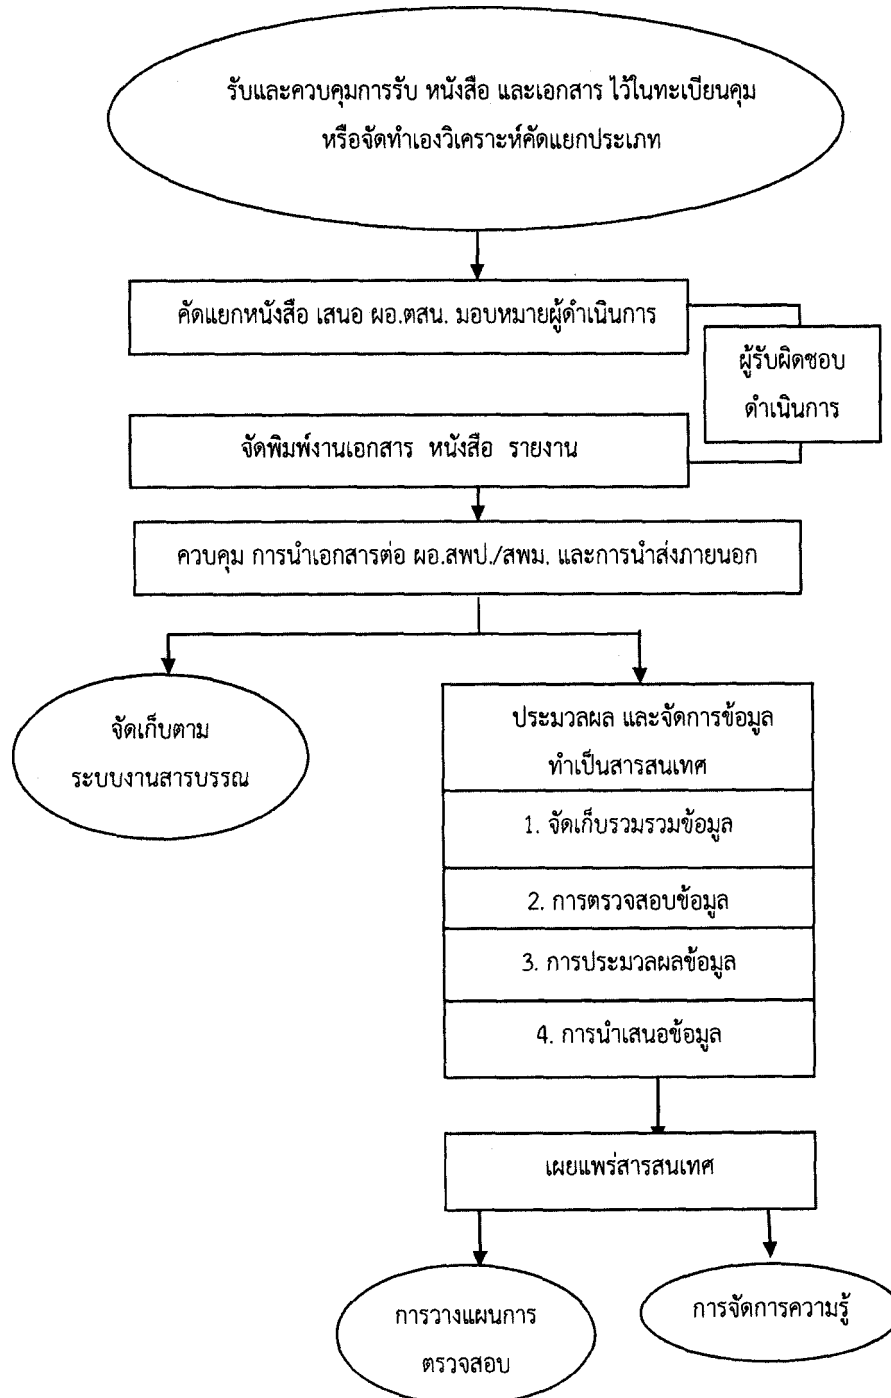 รับและควบคุมการรับ หนังสือ และเอกสาร ไว้ในทะเบียนคุม
หรือจัดทำเองวิเคราะห์คัดแยกประเภท
คัดแยกหนังสือ เสนอ ผอ.ตสน. มอบหมายผู้ดำเนินการ
ผู้รับผิดชอบ
ดำเนินการ
จัดพิมพ์งานเอกสาร หนังสือ รายงาน
ควบคุม การนำเอกสารต่อ ผอ.สพป./สพม. และการนำส่งภายนอก
จัดเก็บตาม
ระบบงานสารบรรณ
ประมวลผล และจัดการข้อมูล
ทำเป็นสารสนเทศ
1. จัดเก็บรวมรวมข้อมูล
2. การตรวจสอบข้อมูล
3. การประมวลผลข้อมูล
4. การนำเสนอข้อมูล
เผยแพร่สารสนเทศ
การวางแผนการ
ตรวจสอบ
การจัดการความรู้